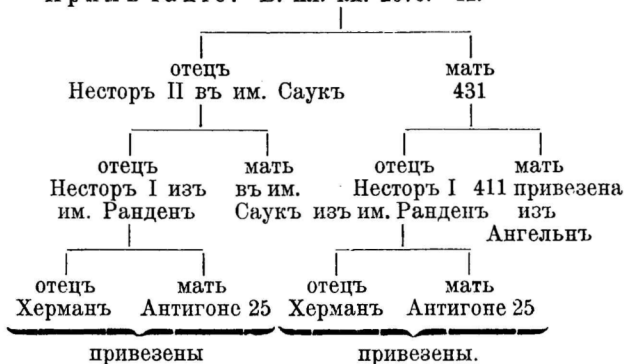 отецъ мать
Несторъ II въ им. Саукъ 431
отецъ мать отецъ мать
Несторъ I изъ въ им. Несторъ I 411 привезена
им. Ранденъ Саукъ изъ им. Ранденъ изъ
Ангельнъ
отецъ мать отецъ мать
Херманъ Антигоне 25 Херманъ Антигоне 25
привезены привезены.